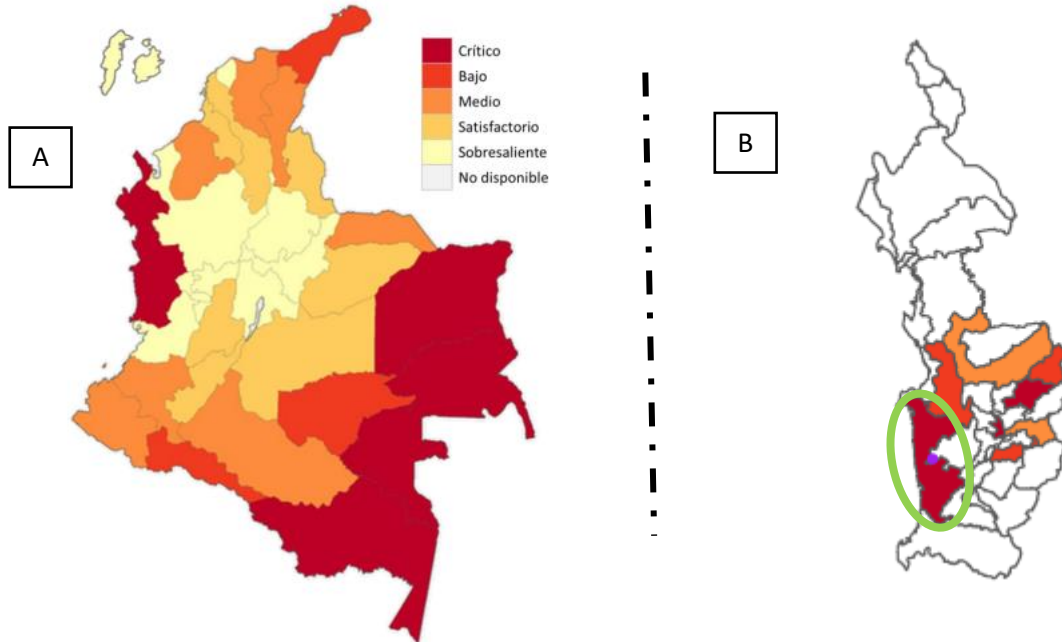 A
Crítico
Bajo
Medio
Satisfactorio
Sobresaliente
No disponible
B